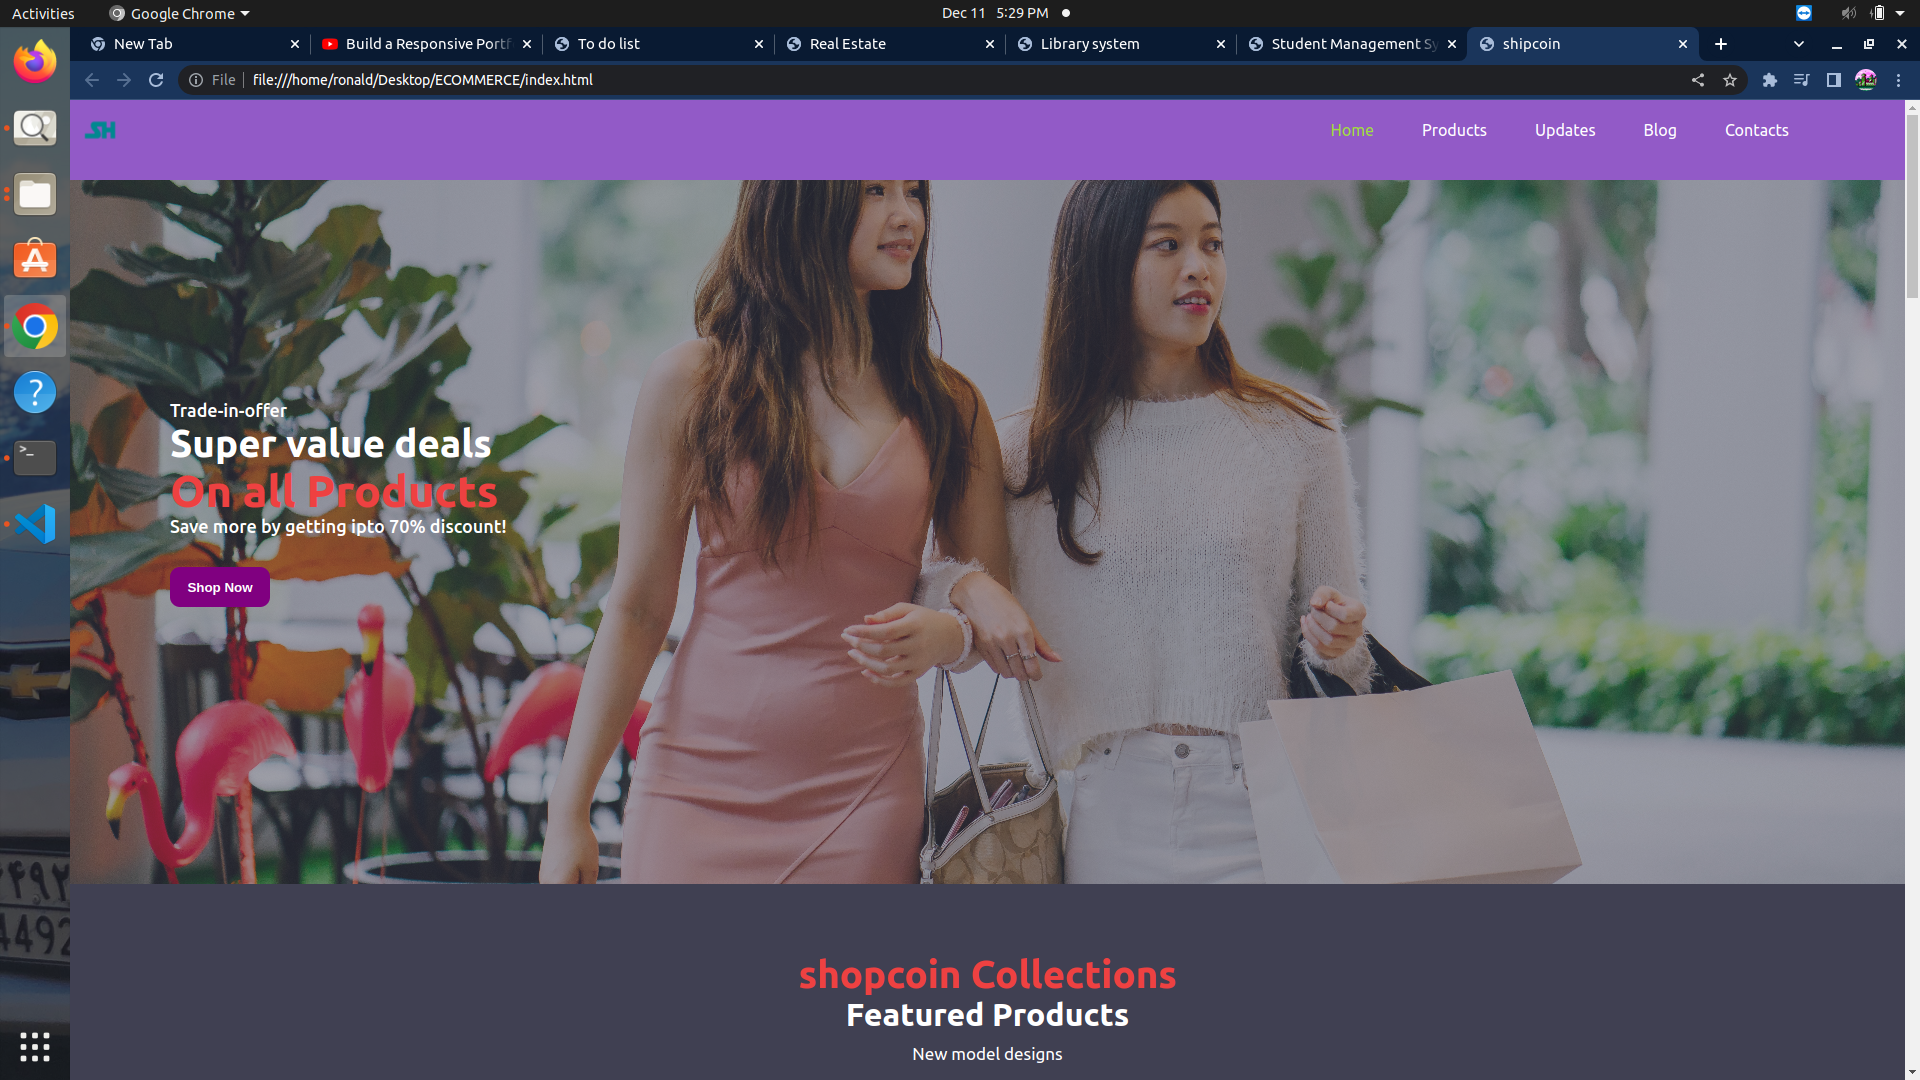 Activities
Google Chrome
Dec 11 5:29 PM
New Tab
Build a Responsive Portf
To do list
Real Estate
Library system
Student Management Sy
shipcoin
File
file:///home/ronald/Desktop/ECOMMERCE/index.html
SH
Home
Products
Updates
Blog
Contacts
Trade-in-offer
Super value deals
On all Products
Save more by getting ipto 70% discount!
Shop Now
shopcoin Collections
Featured Products
New model designs